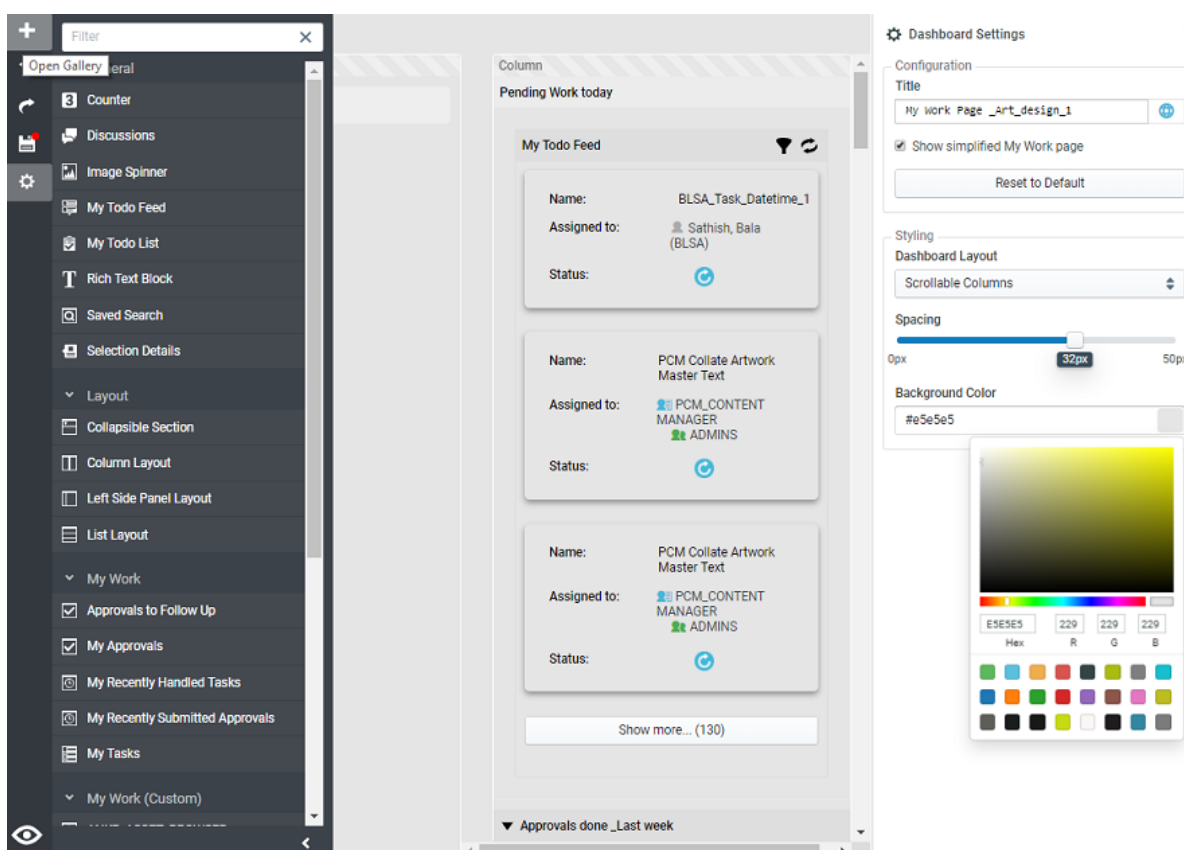 Filter
Open Gallery
eral
Counter
Discussions
Image Spinner
My Todo Feed
My Todo List
Rich Text Block
Saved Search
Selection Details
Layout
Collapsible Section
Column Layout
Left Side Panel Layout
List Layout
My Work
Approvals to Follow Up
My Approvals
My Recently Handled Tasks
My Recently Submitted Approvals
My Tasks
My Work (Custom)
Column
Pending Work today
My Todo Feed
Name: BLSA_Task_Datetime_1
Assigned to: Sathish, Bala
(BLSA)
Status:
Name: PCM Collate Artwork
Master Text
Assigned to: PCM_CONTENT
MANAGER
ADMINS
Status:
Name: PCM Collate Artwork
Master Text
Assigned to: PCM_CONTENT
MANAGER
ADMINS
Status:
Show more... (130)
Approvals done _Last week
Dashboard Settings
Configuration
Title
My Work Page _Art_design_1
Show simplified My Work page
Reset to Default
Styling
Dashboard Layout
Scrollable Columns
Spacing
0px 32px 50px
Background Color
#e5e5e5
E5E5E5 229 229 229
Hex R G B